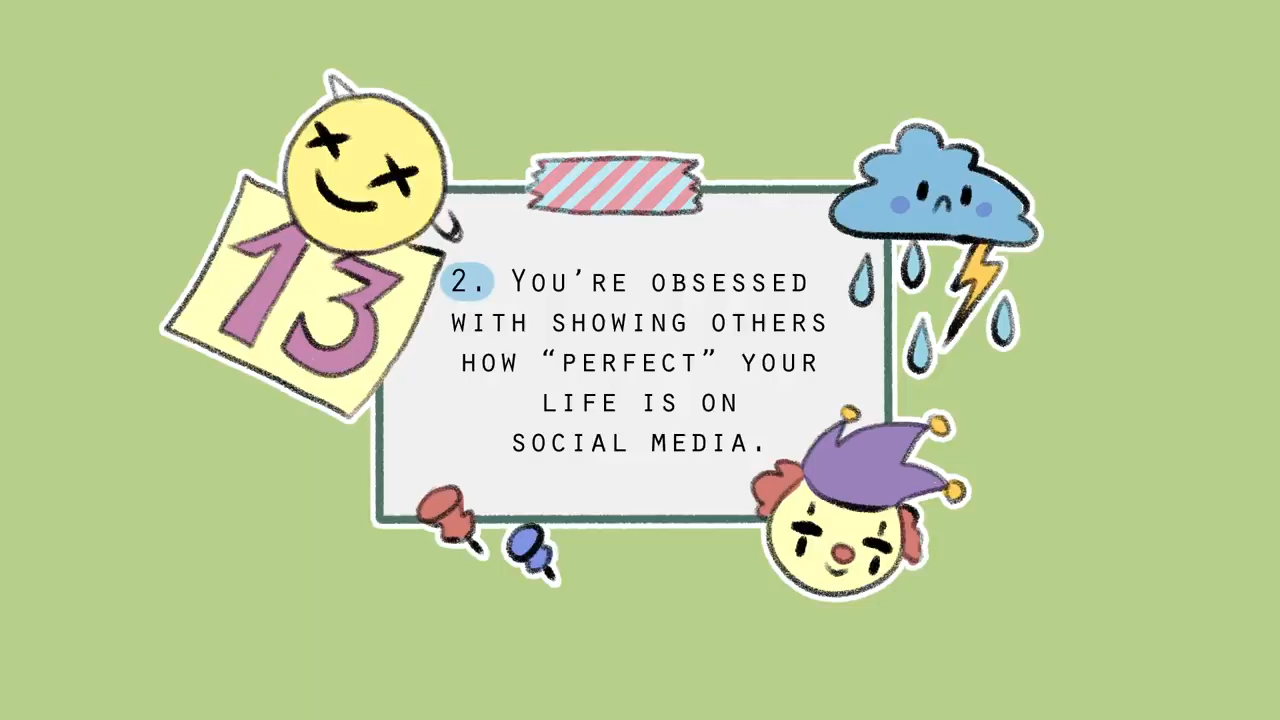 13
2. You're obsessed
with showing others
how “perfect” your
life is on
social media.